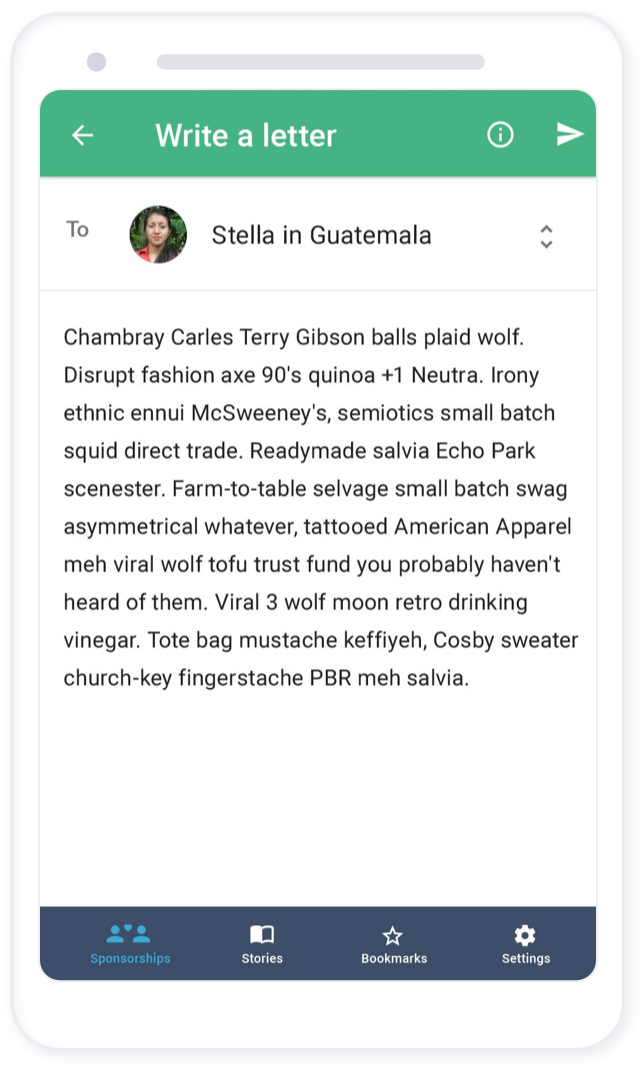 Write a letter
To
Stella in Guatemala
Chambray Carles Terry Gibson balls plaid wolf.
Disrupt fashion axe 90's quinoa +1 Neutra. Irony
ethnic ennui McSweeney's, semiotics small batch
squid direct trade. Readymade salvia Echo Park
scenester. Farm-to-table selvage small batch swag
asymmetrical whatever, tattooed American Apparel
meh viral wolf tofu trust fund you probably haven't
heard of them. Viral 3 wolf moon retro drinking
vinegar. Tote bag mustache keffiyeh, Cosby sweater
church-key fingerstache PBR meh salvia.
Sponsorships
Stories
Bookmarks
Settings